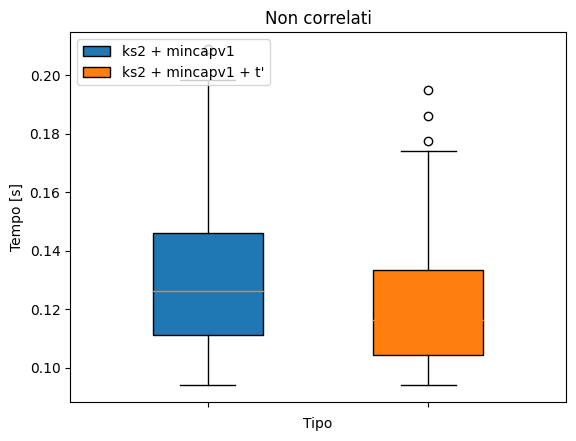 Non correlati
ks2 + mincapv1
ks2 + mincapv1 + t'
0.20
0.18
0.16
0.14
0.12
0.10
Tempo [s]
Tipo